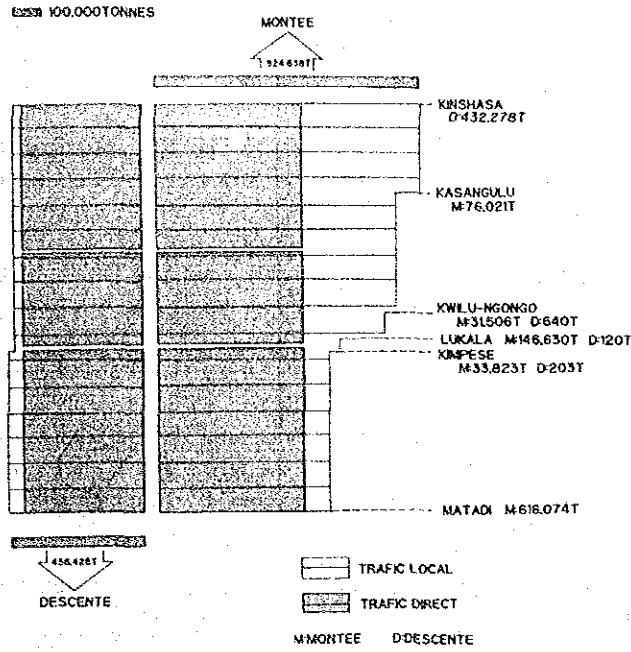 100,000TONNES
MONTEE
924.638T
KINSHASA
D:432.278T
KASANGULU
M:76.021T
KWILU-NGONGO
M:31.506T D:640T
LUKALA M:146.630T D:120T
KIMPESE
M:33.823T D:203T
MATADI M:616.074T
456.428T
DESCENTE
TRAFIC LOCAL
TRAFIC DIRECT
M:MONTEE D:DESCENTE